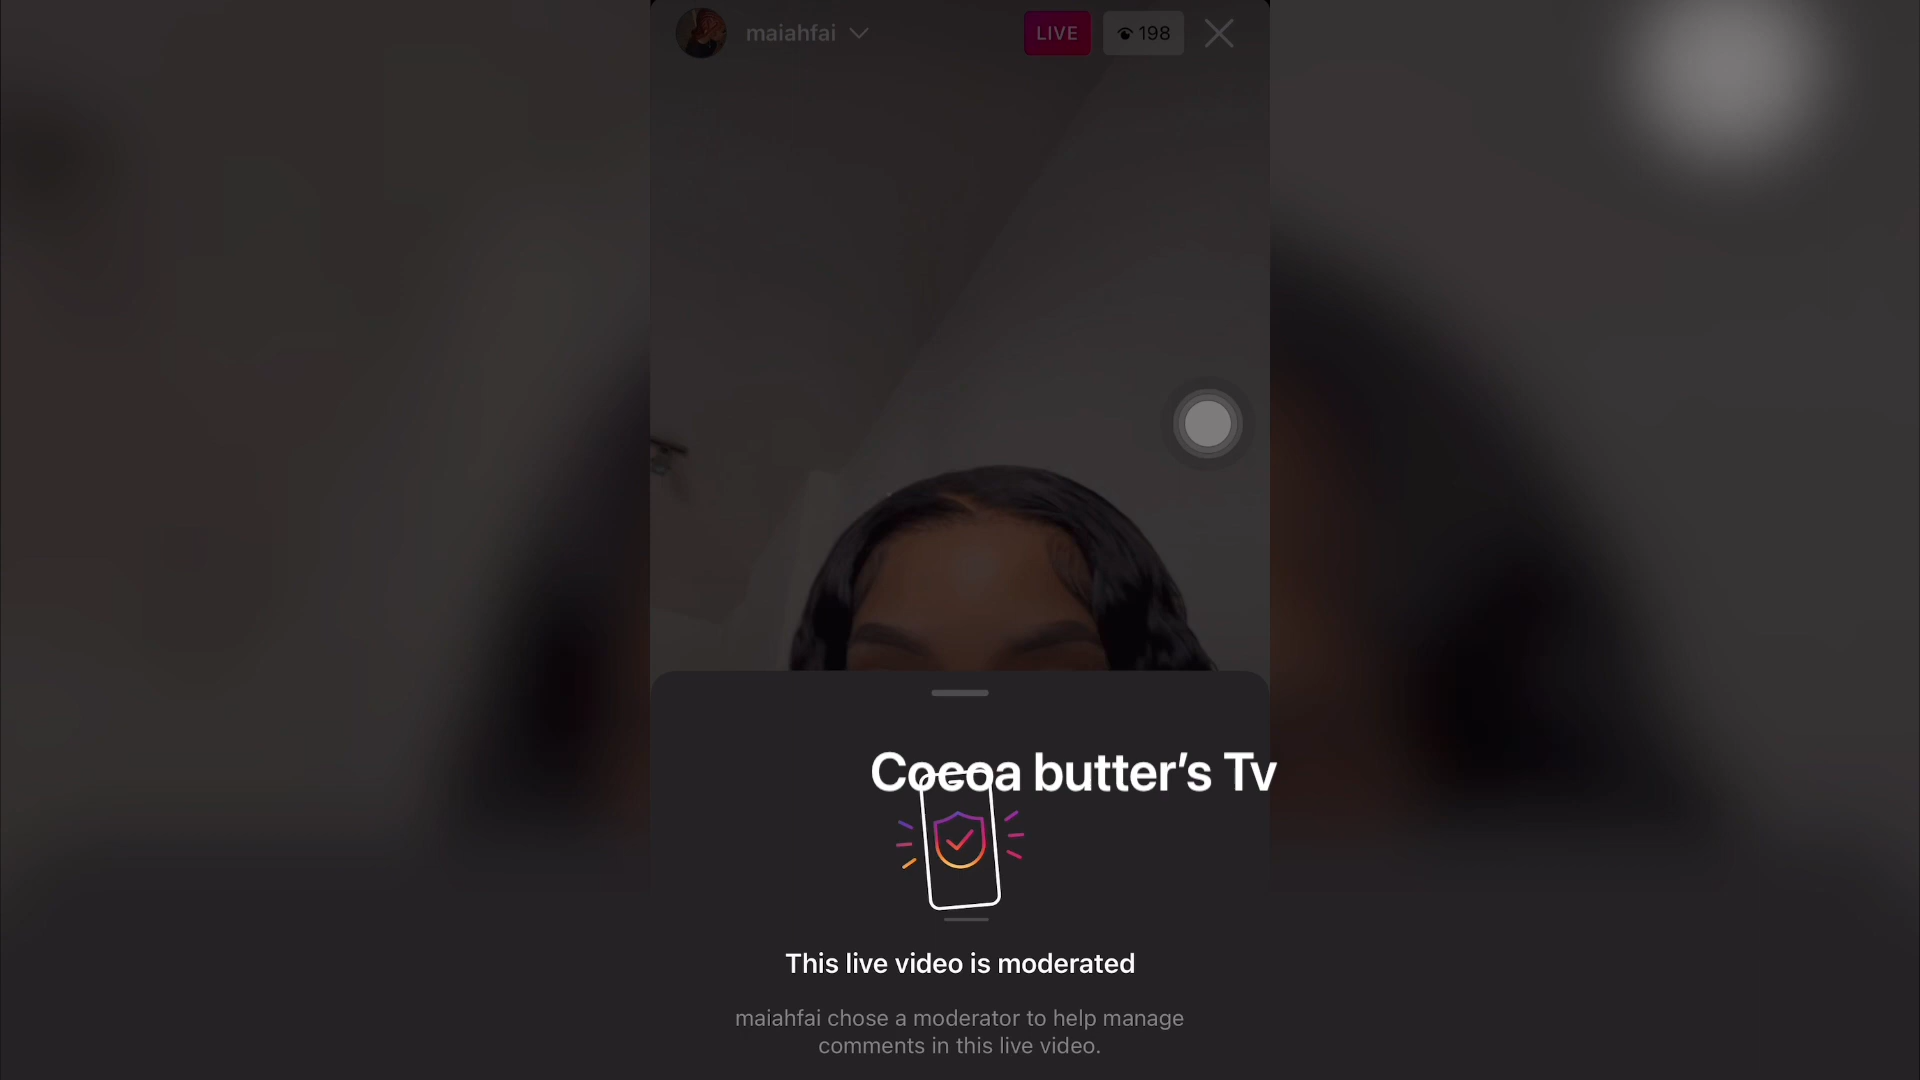 maiahfai
LIVE
198
Cocoa butter’s Tv
This live video is moderated
maiahfai chose a moderator to help manage
comments in this live video.